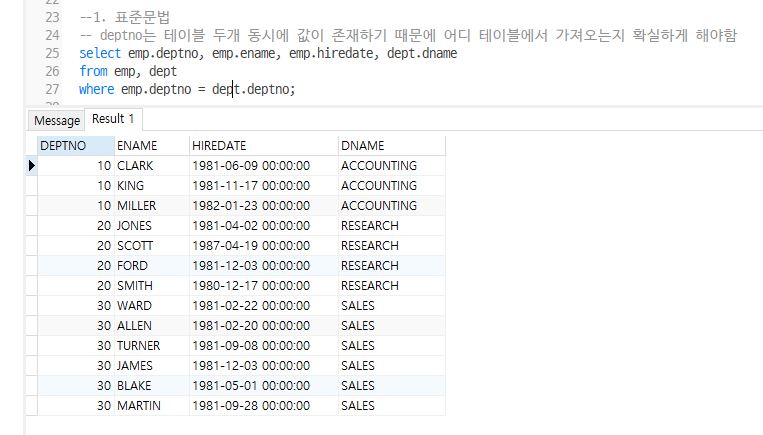 23 --1. 표준문법
24 -- deptno는 테이블 두개 동시에 값이 존재하기 때문에 어디 테이블에서 가져오는지 확실하게 해야함
25 select emp.deptno, emp.ename, emp.hiredate, dept.dname
26 from emp, dept
27 where emp.deptno = dept.deptno;
Message Result 1
DEPTNO ENAME HIREDATE DNAME
10 CLARK 1981-06-09 00:00:00 ACCOUNTING
10 KING 1981-11-17 00:00:00 ACCOUNTING
10 MILLER 1982-01-23 00:00:00 ACCOUNTING
20 JONES 1981-04-02 00:00:00 RESEARCH
20 SCOTT 1987-04-19 00:00:00 RESEARCH
20 FORD 1981-12-03 00:00:00 RESEARCH
20 SMITH 1980-12-17 00:00:00 RESEARCH
30 WARD 1981-02-22 00:00:00 SALES
30 ALLEN 1981-02-20 00:00:00 SALES
30 TURNER 1981-09-08 00:00:00 SALES
30 JAMES 1981-12-03 00:00:00 SALES
30 BLAKE 1981-05-01 00:00:00 SALES
30 MARTIN 1981-09-28 00:00:00 SALES